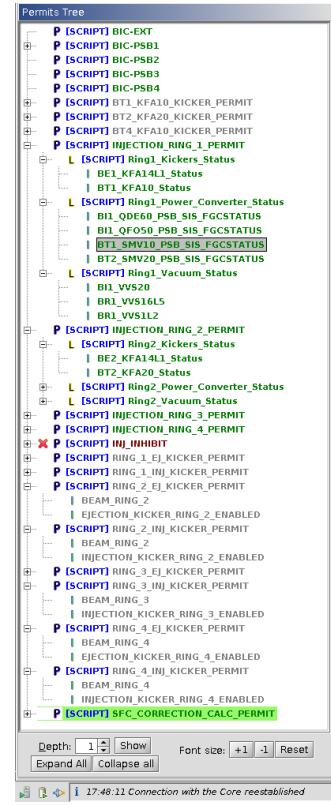 Permits Tree
P [SCRIPT] BIC-EXT
P [SCRIPT] BIC-PSB1
P [SCRIPT] BIC-PSB2
P [SCRIPT] BIC-PSB3
P [SCRIPT] BIC-PSB4
P [SCRIPT] BT1_KFA10_KICKER_PERMIT
P [SCRIPT] BT2_KFA20_KICKER_PERMIT
P [SCRIPT] BT4_KFA10_KICKER_PERMIT
P [SCRIPT] INJECTION_RING_1_PERMIT
L [SCRIPT] Ring1_Kickers_Status
I BE1_KFA14L1_Status
I BT1_KFA10_Status
L [SCRIPT] Ring1_Power_Converter_Status
I BI1_QDE60_PSB_SIS_FGCSTATUS
I BI1_QFO50_PSB_SIS_FGCSTATUS
I BT1_SMV10_PSB_SIS_FGCSTATUS
I BT2_SMV20_PSB_SIS_FGCSTATUS
L [SCRIPT] Ring1_Vacuum_Status
I BI1_VVS20
I BR1_VVS16L5
I BR1_VVS1L2
P [SCRIPT] INJECTION_RING_2_PERMIT
L [SCRIPT] Ring2_Kickers_Status
I BE2_KFA14L1_Status
I BT2_KFA20_Status
L [SCRIPT] Ring2_Power_Converter_Status
L [SCRIPT] Ring2_Vacuum_Status
P [SCRIPT] INJECTION_RING_3_PERMIT
P [SCRIPT] INJECTION_RING_4_PERMIT
P [SCRIPT] INJ_INHIBIT
P [SCRIPT] RING_1_EJ_KICKER_PERMIT
P [SCRIPT] RING_1_INJ_KICKER_PERMIT
P [SCRIPT] RING_2_EJ_KICKER_PERMIT
I BEAM_RING_2
I EJECTION_KICKER_RING_2_ENABLED
P [SCRIPT] RING_2_INJ_KICKER_PERMIT
I BEAM_RING_2
I INJECTION_KICKER_RING_2_ENABLED
P [SCRIPT] RING_3_EJ_KICKER_PERMIT
P [SCRIPT] RING_3_INJ_KICKER_PERMIT
I BEAM_RING_3
I INJECTION_KICKER_RING_3_ENABLED
P [SCRIPT] RING_4_EJ_KICKER_PERMIT
I BEAM_RING_4
I EJECTION_KICKER_RING_4_ENABLED
P [SCRIPT] RING_4_INJ_KICKER_PERMIT
I BEAM_RING_4
I INJECTION_KICKER_RING_4_ENABLED
P [SCRIPT] SFC_CORRECTION_CALC_PERMIT
Depth: 1 Show Font size: +1 -1 Reset
Expand All Collapse all
i 17:48:11 Connection with the Core reestablished